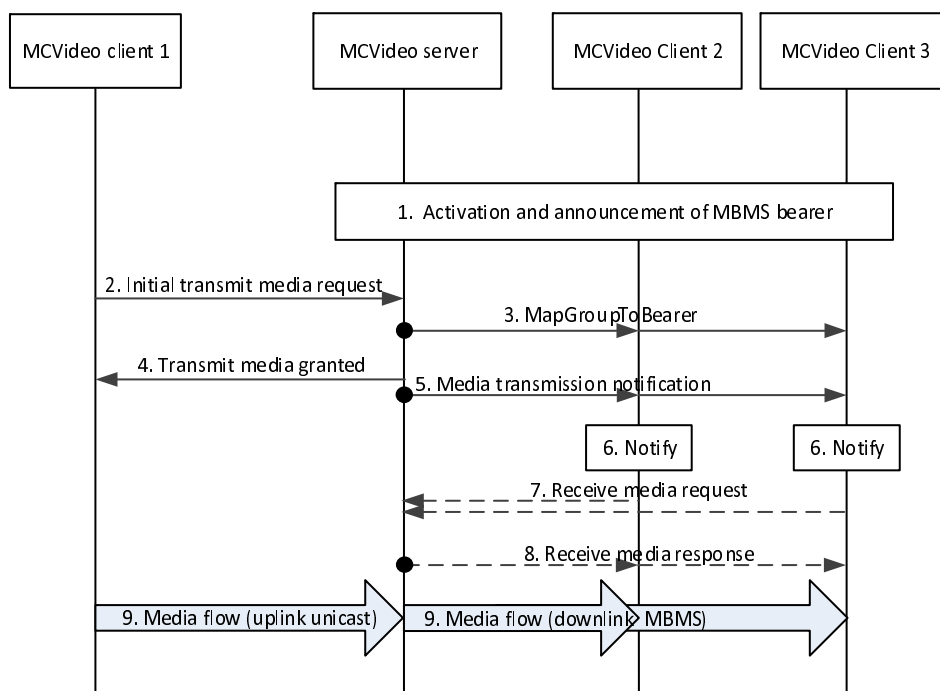 MCVideo client 1
MCVideo server
MCVideo Client 2
MCVideo Client 3
1. Activation and announcement of MBMS bearer
2. Initial transmit media request
3. MapGroupToBearer
4. Transmit media granted
5. Media transmission notification
6. Notify
6. Notify
7. Receive media request
8. Receive media response
9. Media flow (uplink unicast)
9. Media flow (downlink MBMS)